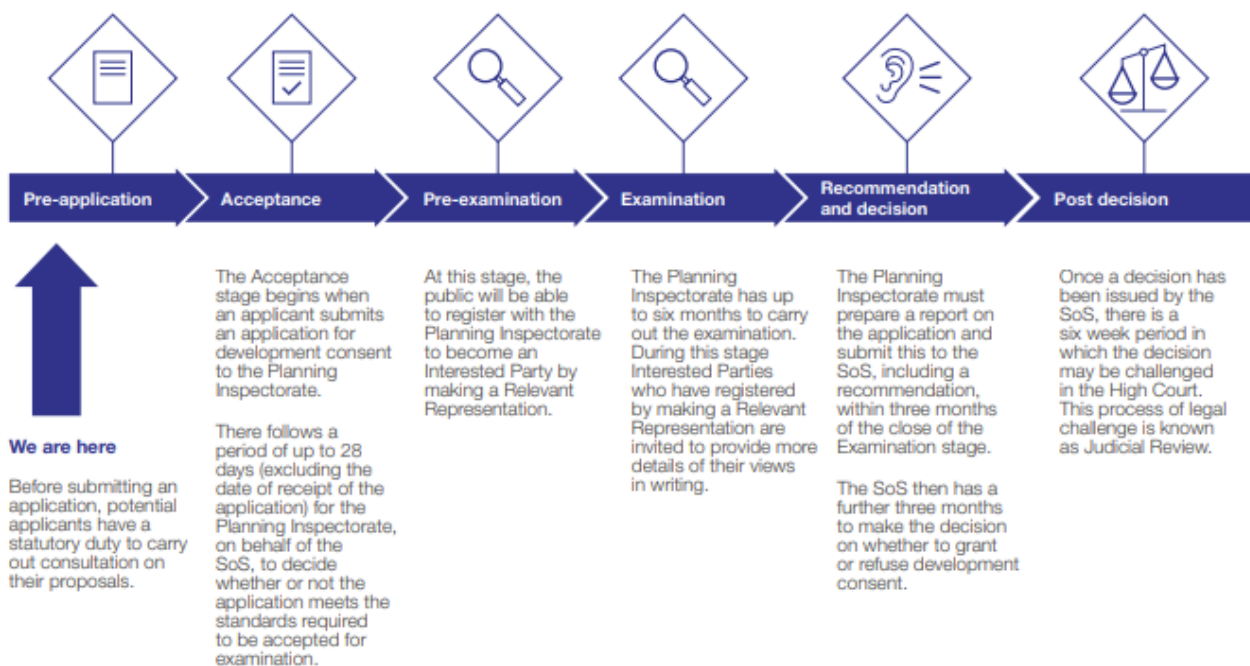 Pre-application
Acceptance
Pre-examination
Examination
Recommendation
and decision
Post decision
We are here
Before submitting an
application, potential
applicants have a
statutory duty to carry
out consultation on
their proposals.
The Acceptance
stage begins when
an applicant submits
an application for
development consent
to the Planning
Inspectorate.
There follows a
period of up to 28
days (excluding the
date of receipt of the
application) for the
Planning Inspectorate,
on behalf of the
SoS, to decide
whether or not the
application meets the
standards required
to be accepted for
examination.
At this stage, the
public will be able
to register with the
Planning Inspectorate
to become an
Interested Party by
making a Relevant
Representation.
The Planning
Inspectorate has up
to six months to carry
out the examination.
During this stage
Interested Parties
who have registered
by making a Relevant
Representation are
invited to provide more
details of their views
in writing.
The Planning
Inspectorate must
prepare a report on
the application and
submit this to the
SoS, including a
recommendation,
within three months
of the close of the
Examination stage.
The SoS then has a
further three months
to make the decision
on whether to grant
or refuse development
consent.
Once a decision has
been issued by the
SoS, there is a
six week period in
which the decision
may be challenged
in the High Court.
This process of legal
challenge is known
as Judicial Review.